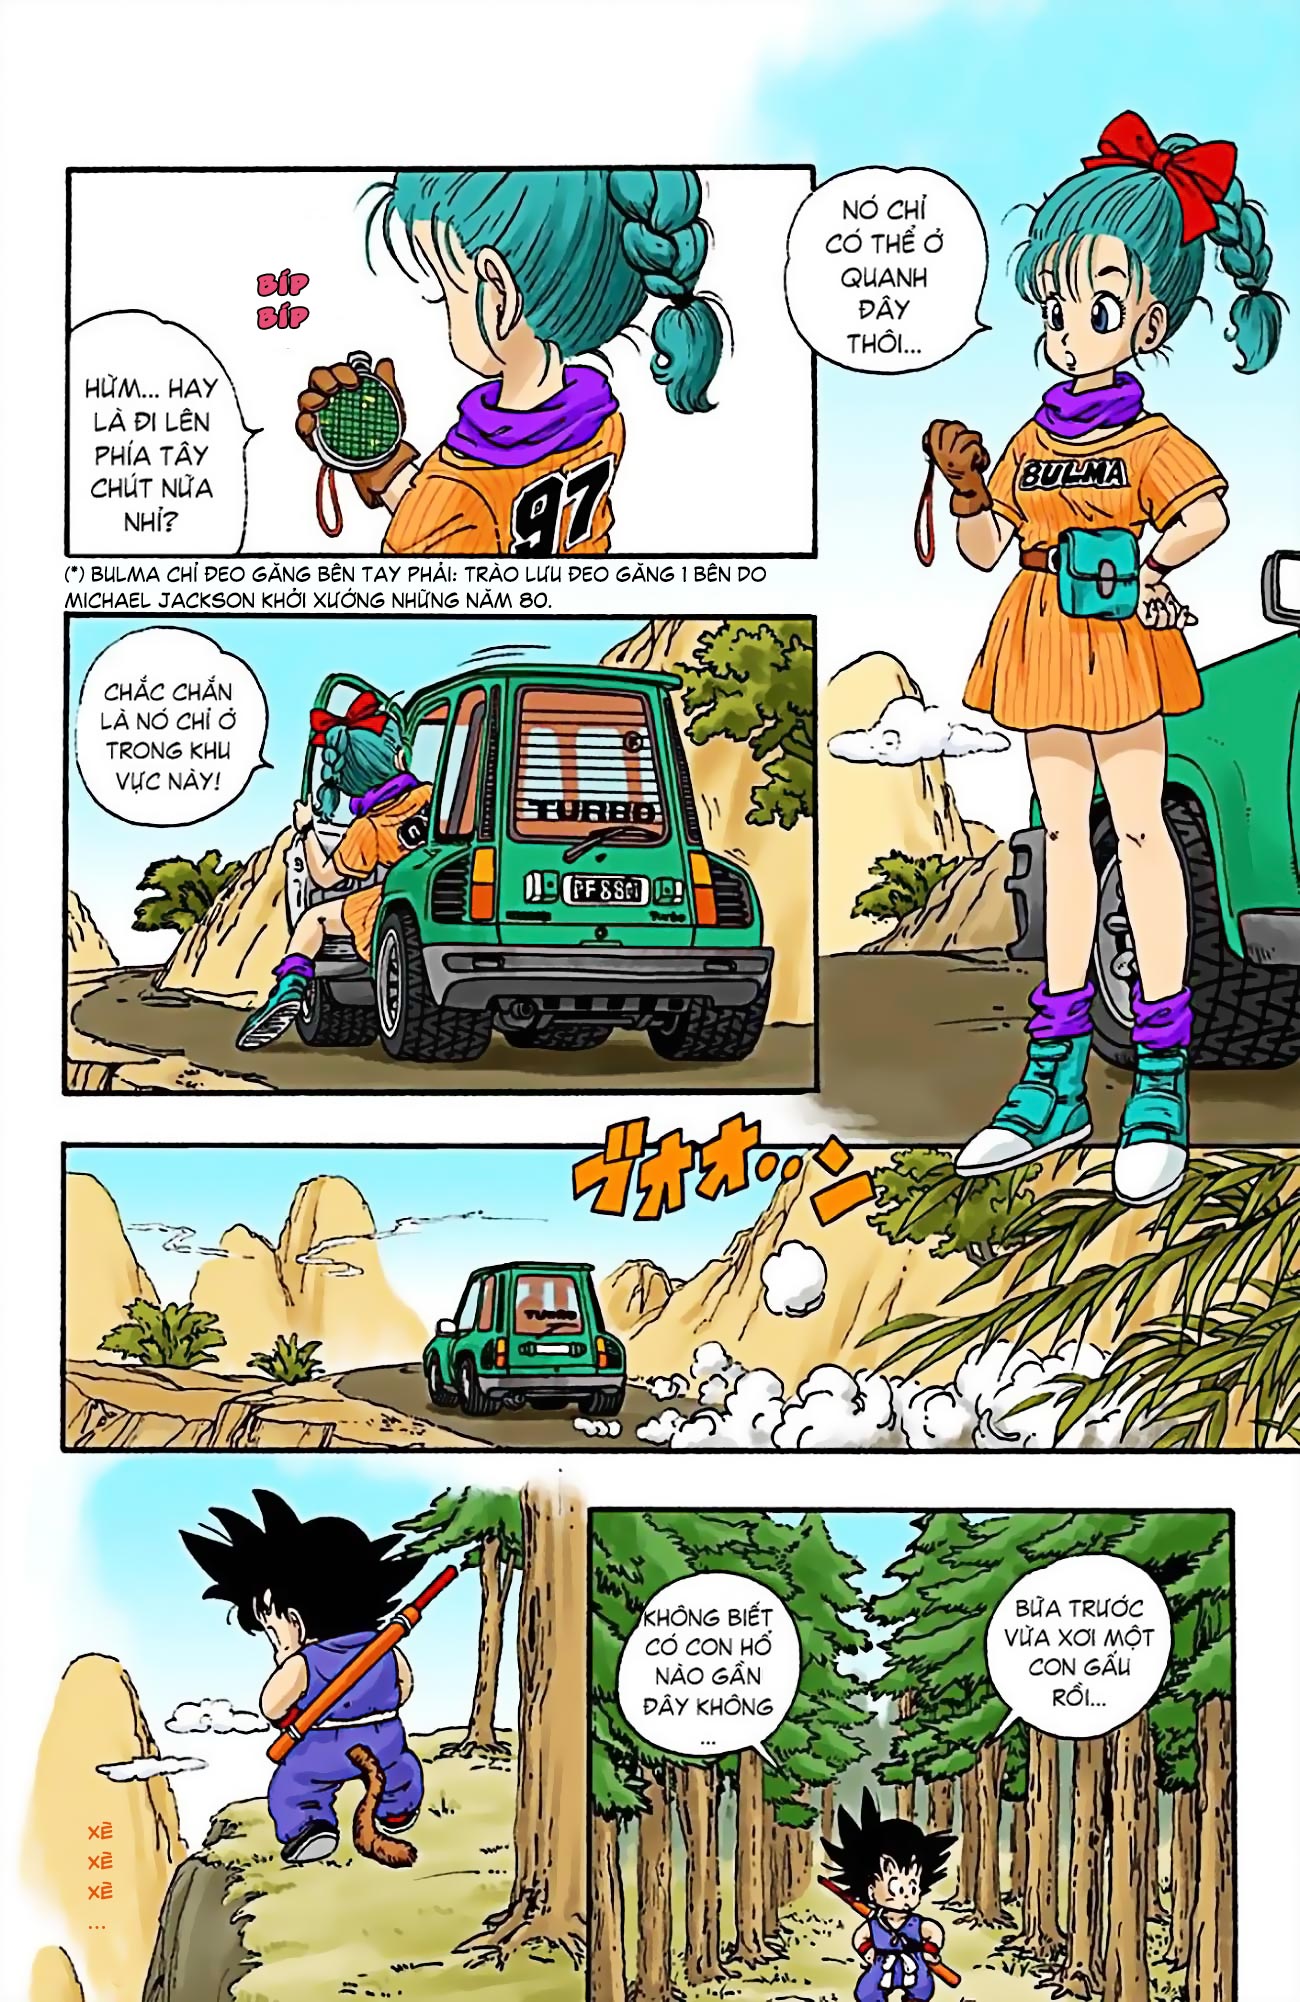 NÓ CHỈ
CÓ THỂ Ở
QUANH
ĐÂY
THÔI...
BULMA
BÍP
BÍP
HỪM... HAY
LÀ ĐI LÊN
PHÍA TÂY
CHÚT NỮA
NHỈ?
97
(*) BULMA CHỈ ĐEO GĂNG BÊN TAY PHẢI: TRÀO LƯU ĐEO GĂNG 1 BÊN DO
MICHAEL JACKSON KHỞI XƯỚNG NHỮNG NĂM 80.
CHẮC CHẮN
LÀ NÓ CHỈ Ở
TRONG KHU
VỰC NÀY!
TURBO
Turbo
ブオオ..ン
TURBO
BỮA TRƯỚC
VỪA XƠI MỘT
CON GẤU
RỒI...
KHÔNG BIẾT
CÓ CON HỔ
NÀO GẦN
ĐÂY KHÔNG
...
XÈ
XÈ
XÈ
...